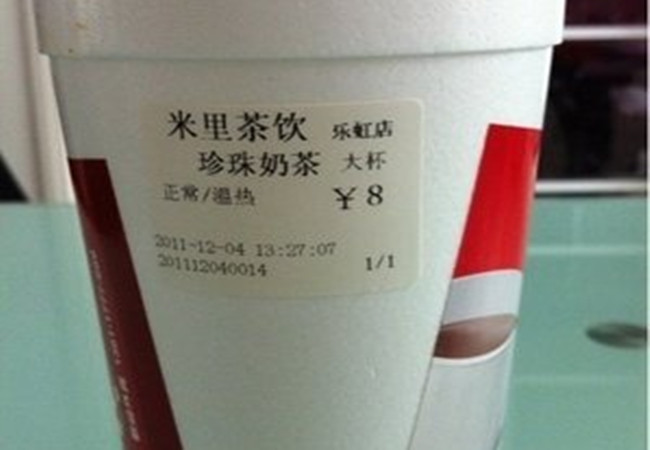 米里茶饮 乐虹店
珍珠奶茶 大杯
正常/温热 ¥8
2011-12-04 13:27:07
201112040014 1/1